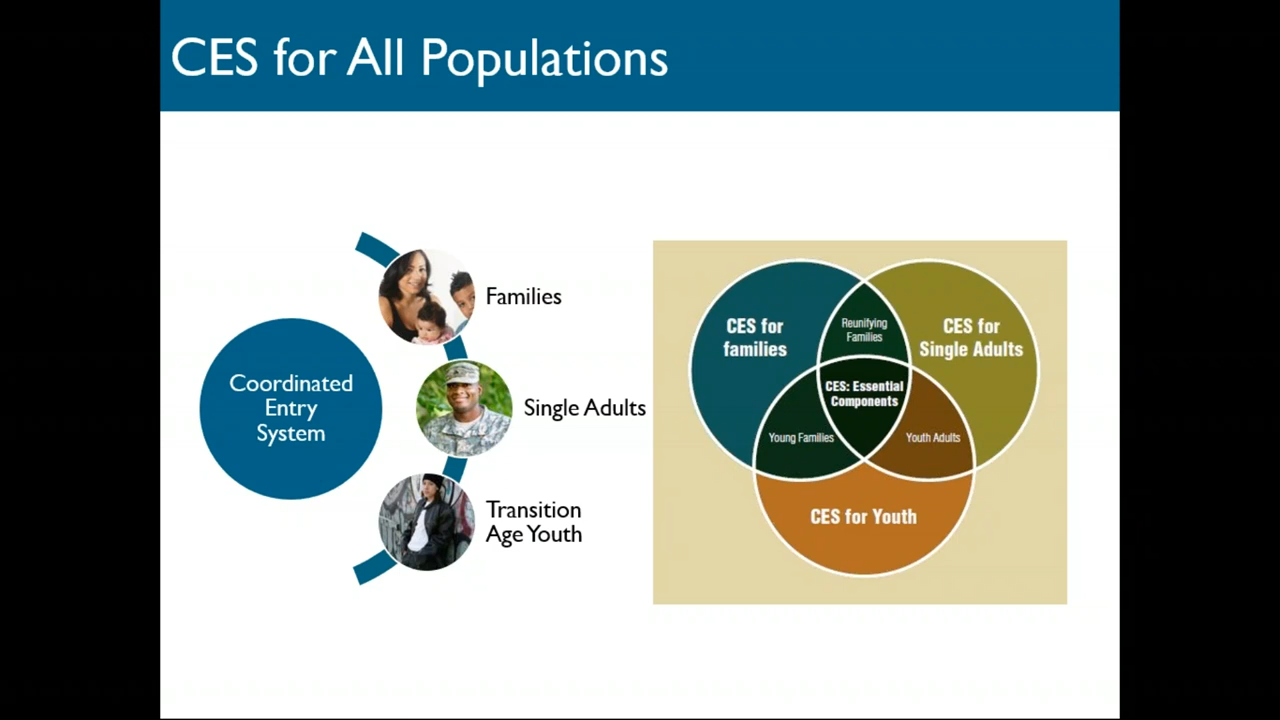 CES for All Populations
Coordinated
Entry
System
Families
Single Adults
Transition
Age Youth
CES for
families
Reunifying
Families
CES for
Single Adults
CES: Essential
Components
Young Families
Youth Adults
CES for Youth